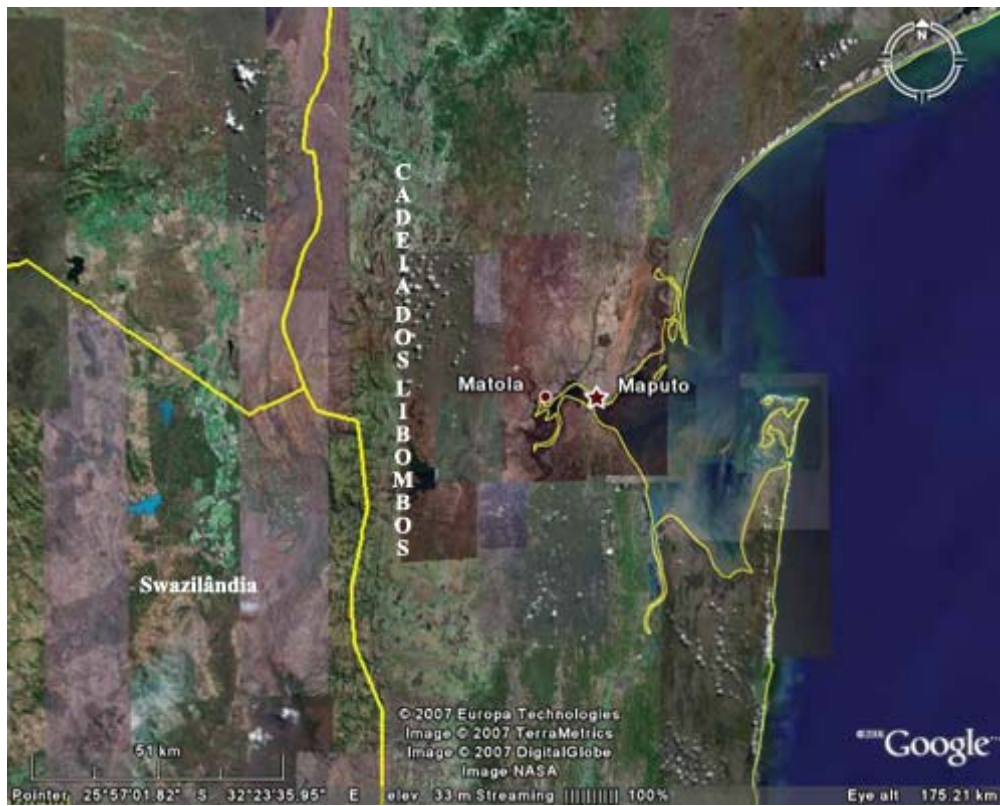 N
CADEIA DOS LIBOMBOS
Matola
Maputo
Swazilândia
© 2007 Europa Technologies
Image © 2007 TerraMetrics
Image © 2007 DigitalGlobe
Image NASA
51 km
Google
Pointer 25°57'01.82" S 32°23'35.95" E elev. 33 m Streaming ||||||||| 100% Eye alt 175.21 km